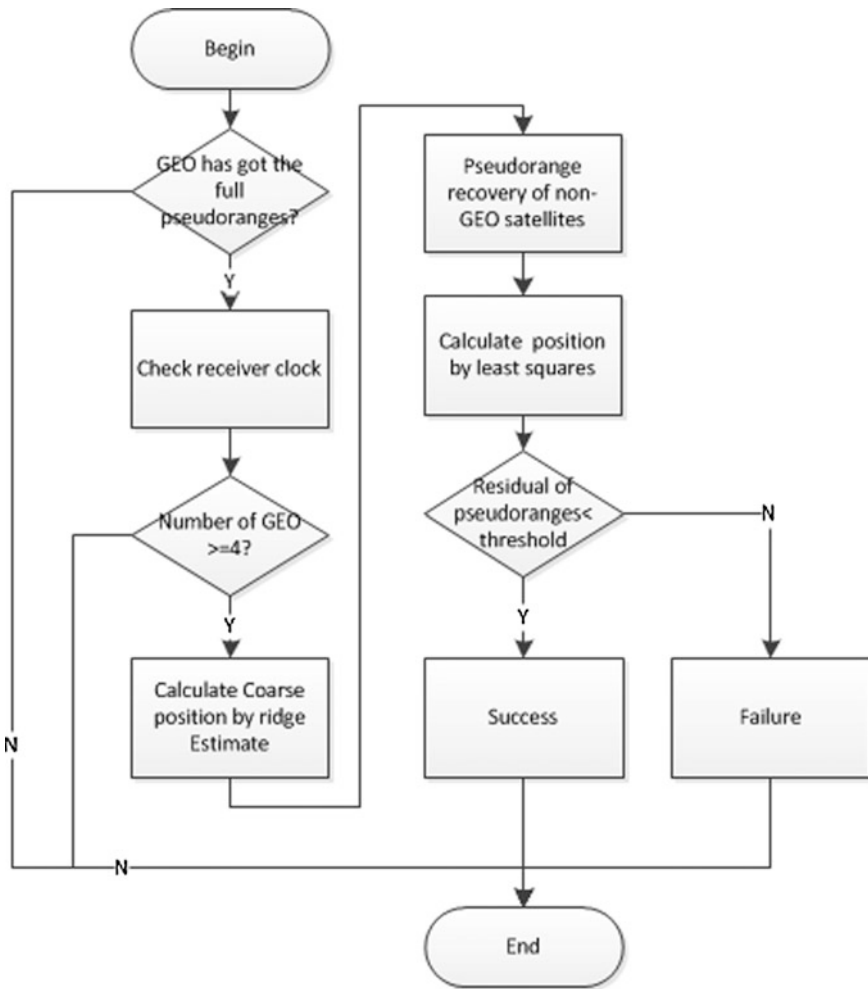 Begin
GEO has got the
full
pseudoranges?
Y
Check receiver clock
Number of GEO
>=4?
Y
Calculate Coarse
position by ridge
Estimate
N
N
Pseudorange
recovery of non-
GEO satellites
Calculate position
by least squares
Residual of
pseudoranges<
threshold
N
Y
Success
Failure
End